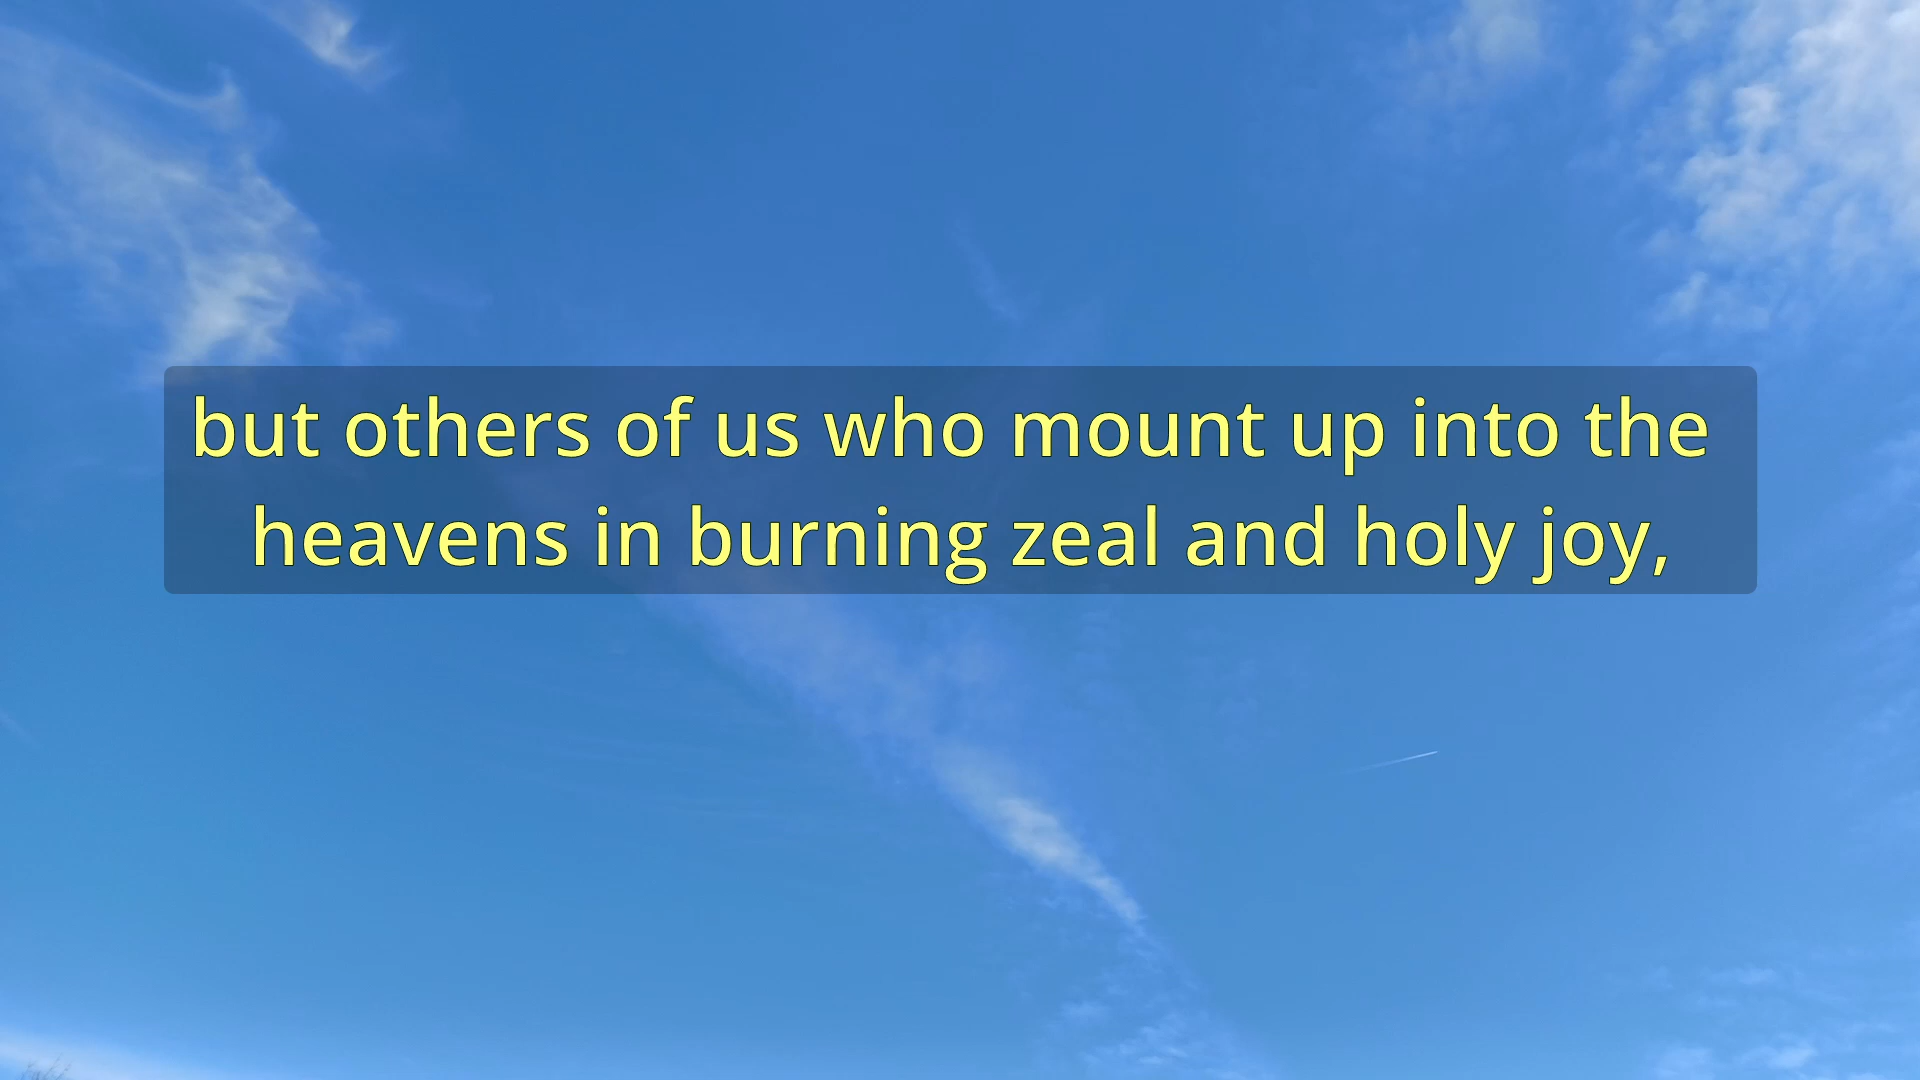 but others of us who mount up into the
heavens in burning zeal and holy joy,